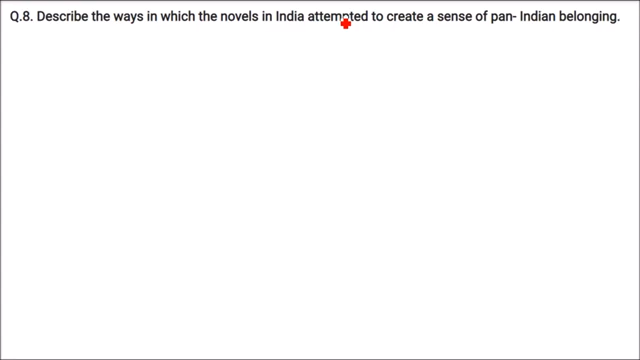 Q.8. Describe the ways in which the novels in India attempted to create a sense of pan- Indian belonging.